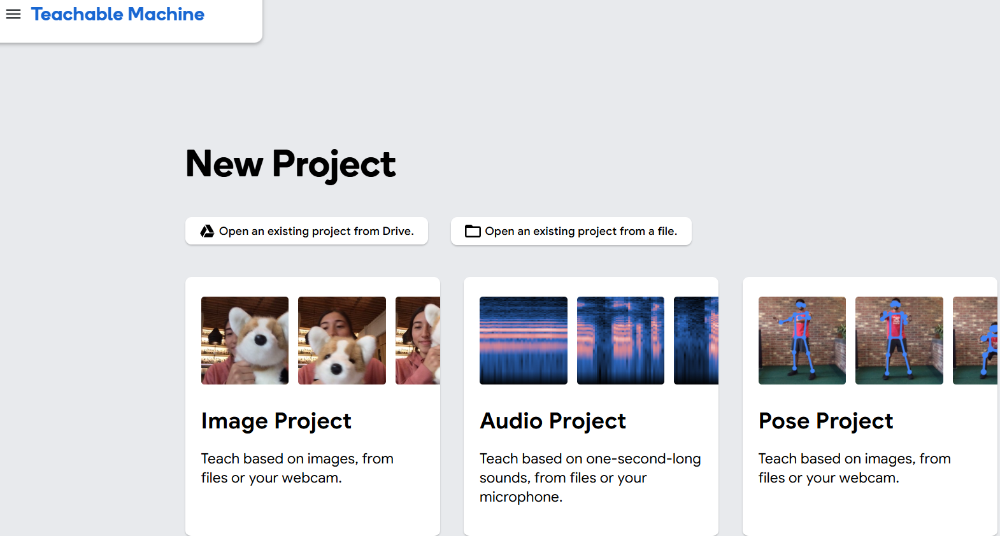 Teachable Machine
New Project
Open an existing project from Drive.
Open an existing project from a file.
Image Project
Teach based on images, from
files or your webcam.
Audio Project
Teach based on one-second-long
sounds, from files or your
microphone.
Pose Project
Teach based on images, from
files or your webcam.